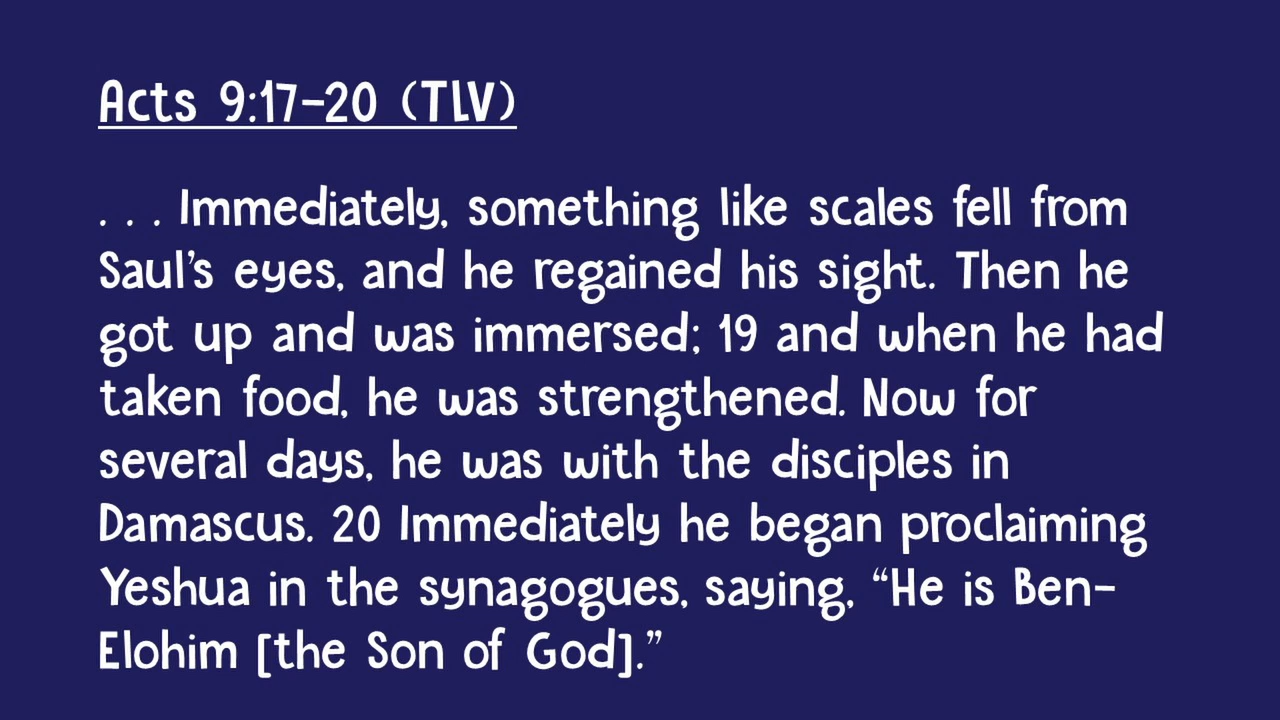 Acts 9:17-20 (TLV)
. . . Immediately, something like scales fell from
Saul’s eyes, and he regained his sight. Then he
got up and was immersed; 19 and when he had
taken food, he was strengthened. Now for
several days, he was with the disciples in
Damascus. 20 Immediately he began proclaiming
Yeshua in the synagogues, saying, “He is Ben-
Elohim [the Son of God].”